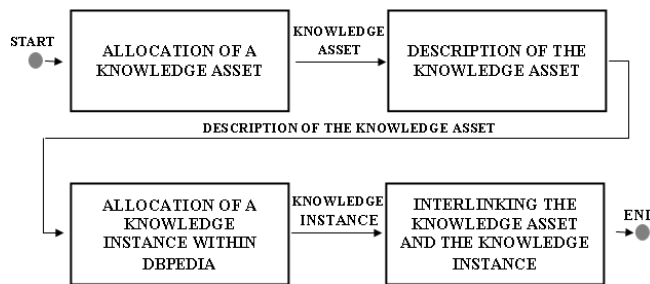 START
ALLOCATION OF A
KNOWLEDGE ASSET
KNOWLEDGE
ASSET
DESCRIPTION OF THE
KNOWLEDGE ASSET
DESCRIPTION OF THE KNOWLEDGE ASSET
ALLOCATION OF A
KNOWLEDGE
INSTANCE WITHIN
DBPEDIA
KNOWLEDGE
INSTANCE
INTERLINKING THE
KNOWLEDGE ASSET
AND THE KNOWLEDGE
INSTANCE
END